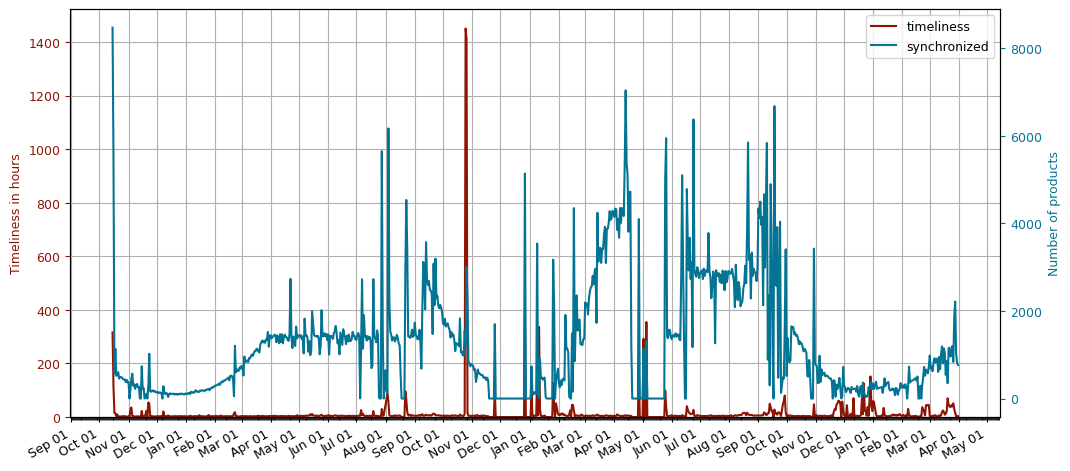 timeliness
synchronized
Timeliness in hours
1400
1200
1000
800
600
400
200
0
Number of products
8000
6000
4000
2000
0
Sep 01
Oct 01
Nov 01
Dec 01
Jan 01
Feb 01
Mar 01
Apr 01
May 01
Jun 01
Jul 01
Aug 01
Sep 01
Oct 01
Nov 01
Dec 01
Jan 01
Feb 01
Mar 01
Apr 01
May 01
Jun 01
Jul 01
Aug 01
Sep 01
Oct 01
Nov 01
Dec 01
Jan 01
Feb 01
Mar 01
Apr 01
May 01